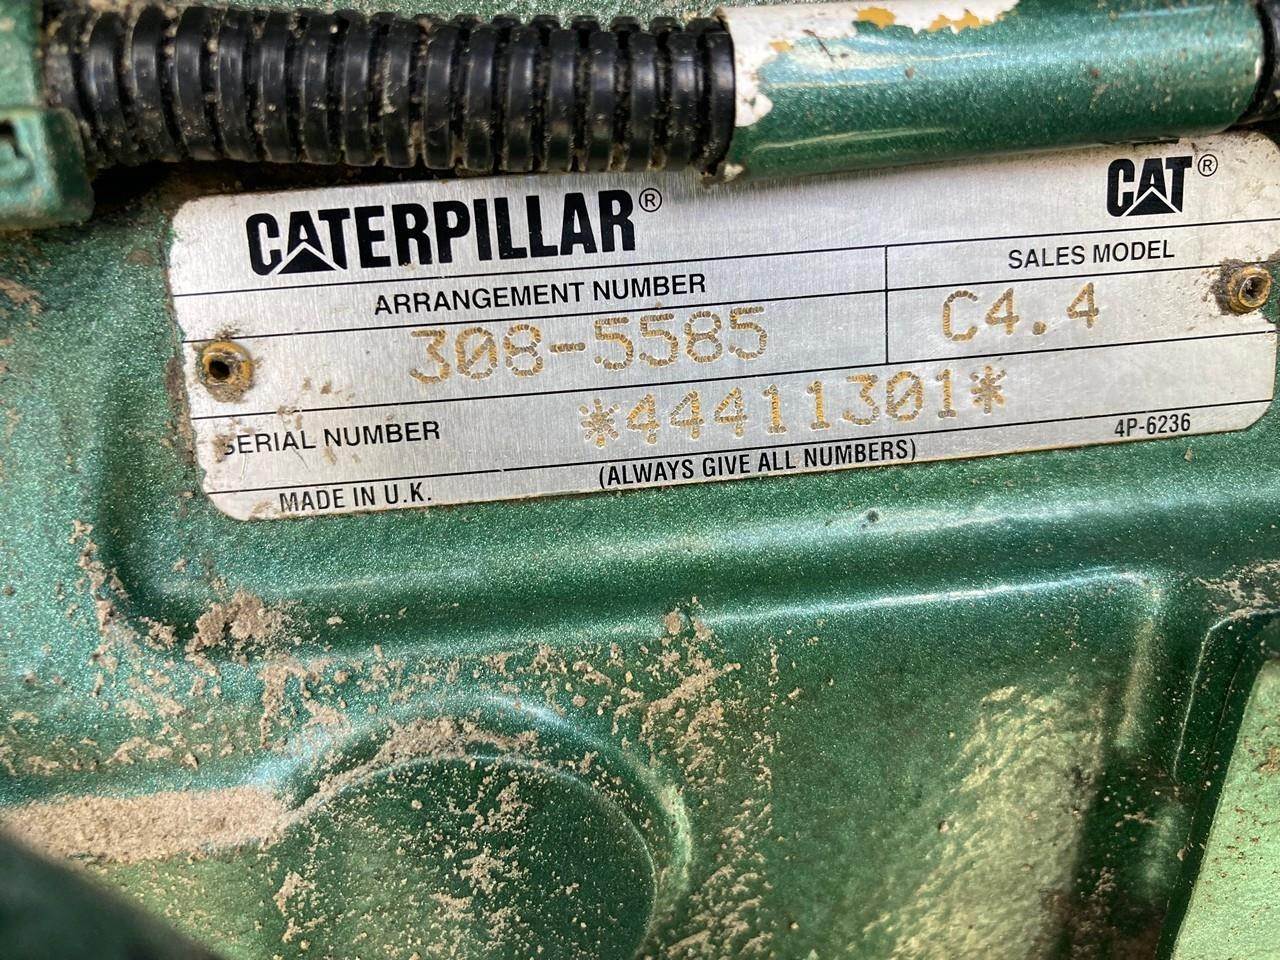 CATERPILLAR® CAT®
ARRANGEMENT NUMBER SALES MODEL
308-5585 C4.4
SERIAL NUMBER *44411301*
(ALWAYS GIVE ALL NUMBERS) 4P-6236
MADE IN U.K.